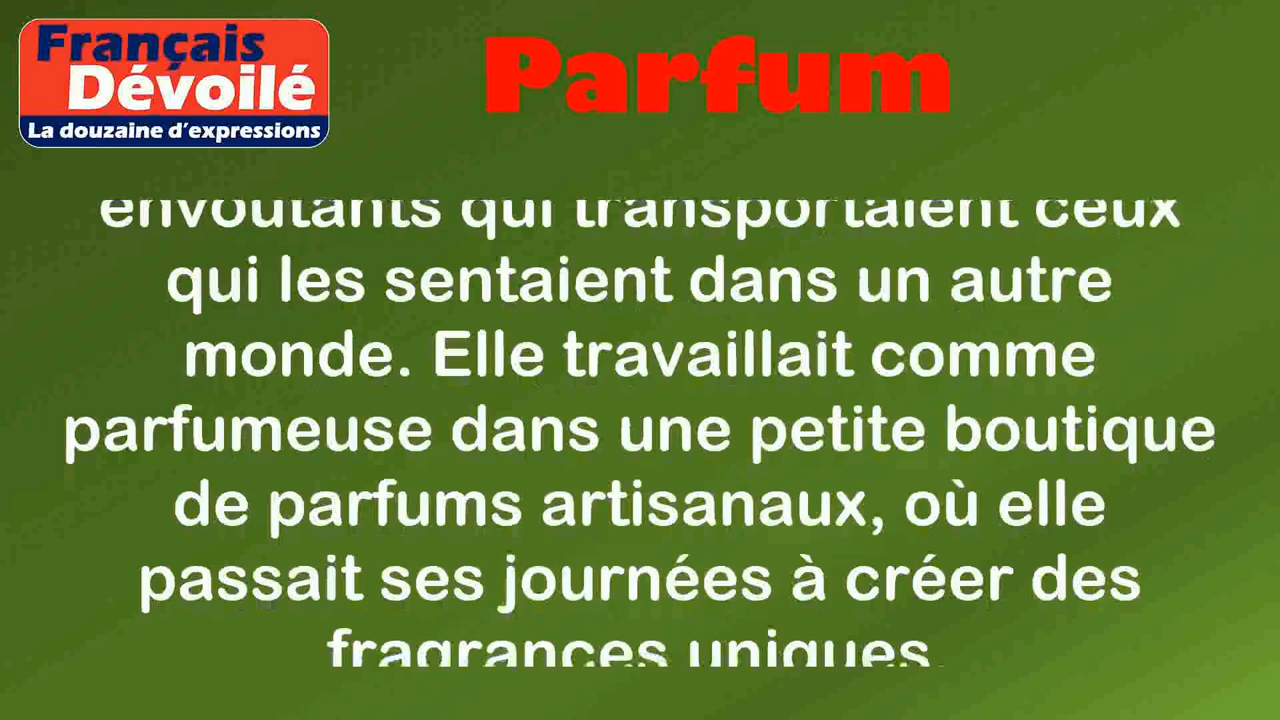 Français
Dévoilé
La douzaine d'expressions
Parfum
envoutants qui transportaient ceux
qui les sentaient dans un autre
monde. Elle travaillait comme
parfumeuse dans une petite boutique
de parfums artisanaux, où elle
passait ses journées à créer des
fragrances uniques.